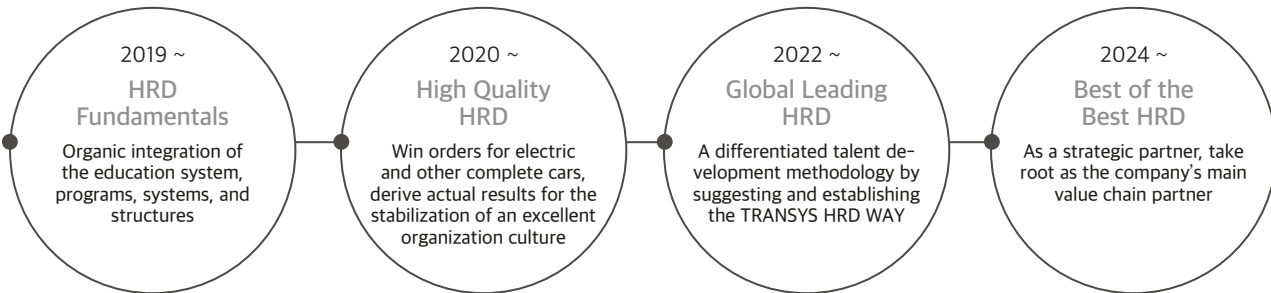 2019 ~
HRD
Fundamentals
Organic integration of
the education system,
programs, systems, and
structures
2020 ~
High Quality
HRD
Win orders for electric
and other complete cars,
derive actual results for the
stabilization of an excellent
organization culture
2022 ~
Global Leading
HRD
A differentiated talent de-
velopment methodology by
suggesting and establishing
the TRANSYS HRD WAY
2024 ~
Best of the
Best HRD
As a strategic partner, take
root as the company's main
value chain partner